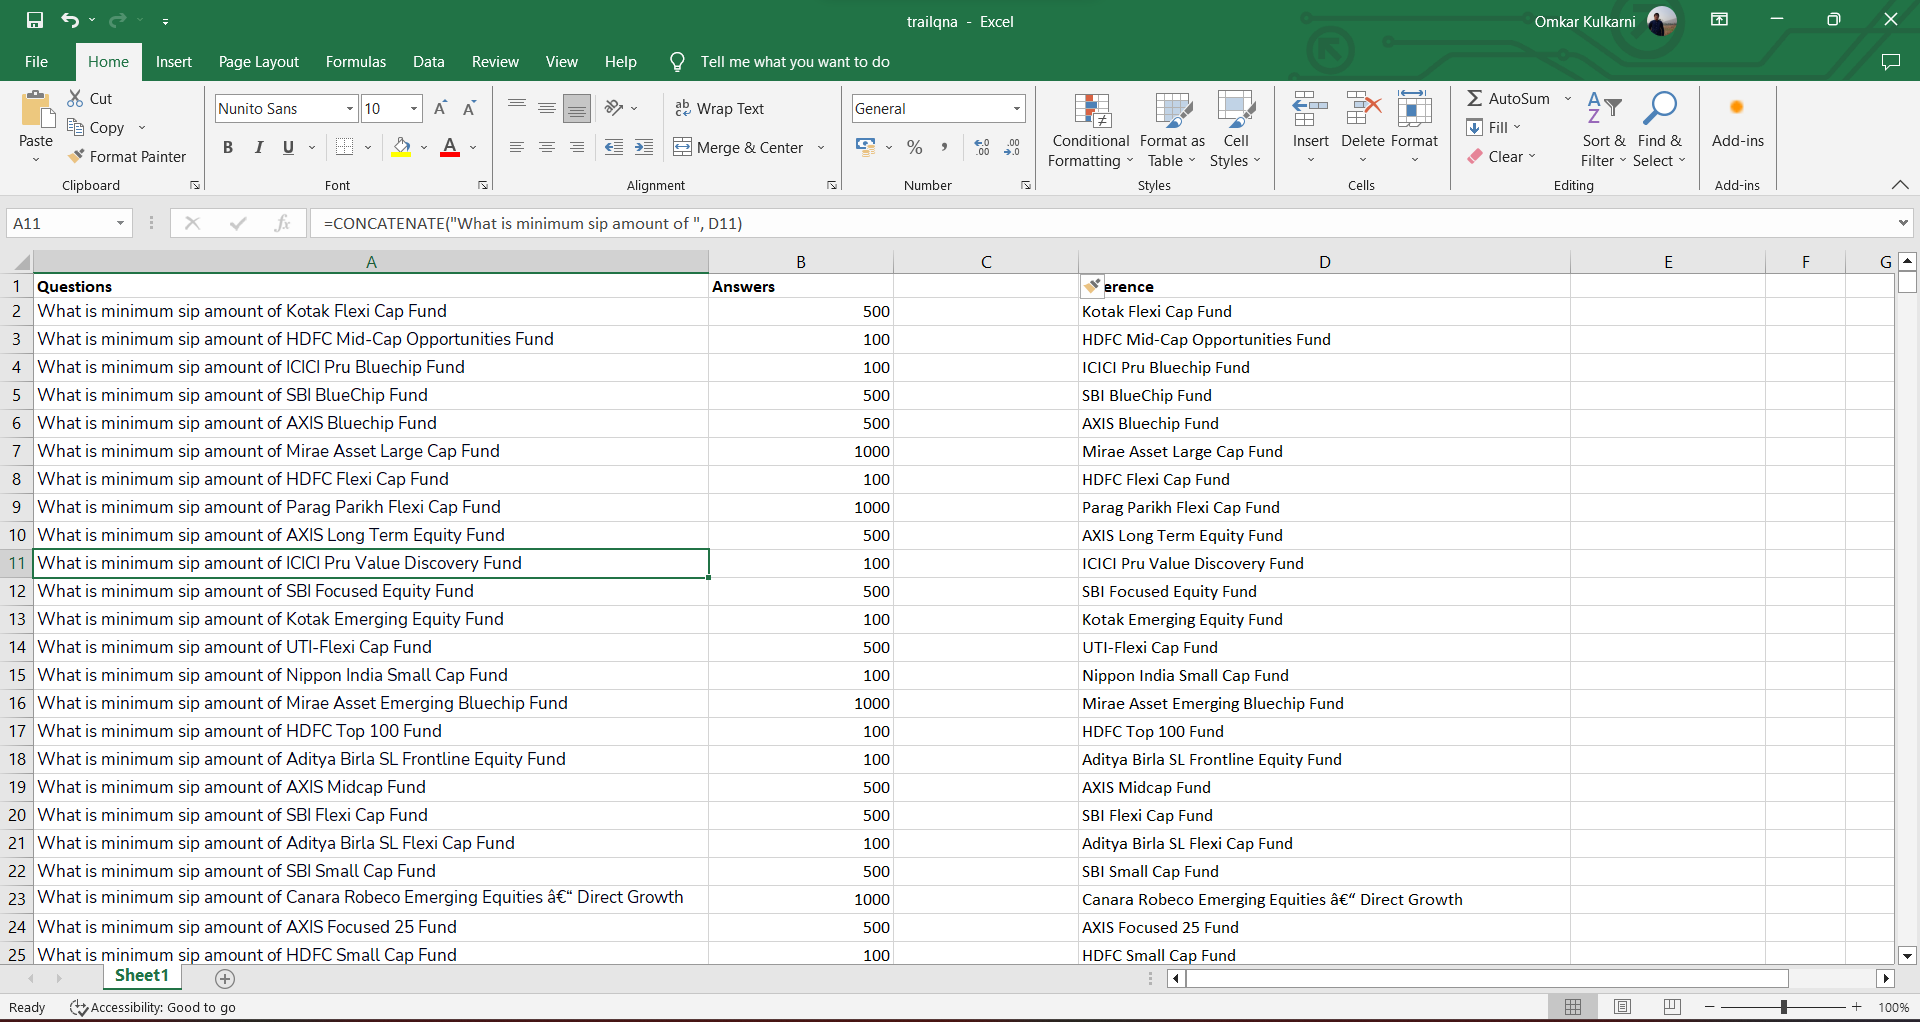 trailqna - Excel
Omkar Kulkarni
File Home Insert Page Layout Formulas Data Review View Help Tell me what you want to do
Paste
Cut
Copy
Format Painter
Clipboard
Nunito Sans 10 A A
B I U A
Font
Wrap Text
Merge & Center
Alignment
General
% ,
Number
Conditional Formatting
Format as Table
Cell Styles
Styles
Insert Delete Format
Cells
AutoSum
Fill
Clear
Sort & Filter
Find & Select
Editing
Add-ins
Add-ins
A11 fx =CONCATENATE("What is minimum sip amount of ", D11)
A B C D E F G
1 Questions Answers erence
2 What is minimum sip amount of Kotak Flexi Cap Fund 500 Kotak Flexi Cap Fund
3 What is minimum sip amount of HDFC Mid-Cap Opportunities Fund 100 HDFC Mid-Cap Opportunities Fund
4 What is minimum sip amount of ICICI Pru Bluechip Fund 100 ICICI Pru Bluechip Fund
5 What is minimum sip amount of SBI BlueChip Fund 500 SBI BlueChip Fund
6 What is minimum sip amount of AXIS Bluechip Fund 500 AXIS Bluechip Fund
7 What is minimum sip amount of Mirae Asset Large Cap Fund 1000 Mirae Asset Large Cap Fund
8 What is minimum sip amount of HDFC Flexi Cap Fund 100 HDFC Flexi Cap Fund
9 What is minimum sip amount of Parag Parikh Flexi Cap Fund 1000 Parag Parikh Flexi Cap Fund
10 What is minimum sip amount of AXIS Long Term Equity Fund 500 AXIS Long Term Equity Fund
11 What is minimum sip amount of ICICI Pru Value Discovery Fund 100 ICICI Pru Value Discovery Fund
12 What is minimum sip amount of SBI Focused Equity Fund 500 SBI Focused Equity Fund
13 What is minimum sip amount of Kotak Emerging Equity Fund 100 Kotak Emerging Equity Fund
14 What is minimum sip amount of UTI-Flexi Cap Fund 500 UTI-Flexi Cap Fund
15 What is minimum sip amount of Nippon India Small Cap Fund 100 Nippon India Small Cap Fund
16 What is minimum sip amount of Mirae Asset Emerging Bluechip Fund 1000 Mirae Asset Emerging Bluechip Fund
17 What is minimum sip amount of HDFC Top 100 Fund 100 HDFC Top 100 Fund
18 What is minimum sip amount of Aditya Birla SL Frontline Equity Fund 100 Aditya Birla SL Frontline Equity Fund
19 What is minimum sip amount of AXIS Midcap Fund 500 AXIS Midcap Fund
20 What is minimum sip amount of SBI Flexi Cap Fund 500 SBI Flexi Cap Fund
21 What is minimum sip amount of Aditya Birla SL Flexi Cap Fund 100 Aditya Birla SL Flexi Cap Fund
22 What is minimum sip amount of SBI Small Cap Fund 500 SBI Small Cap Fund
23 What is minimum sip amount of Canara Robeco Emerging Equities â€“ Direct Growth 1000 Canara Robeco Emerging Equities â€“ Direct Growth
24 What is minimum sip amount of AXIS Focused 25 Fund 500 AXIS Focused 25 Fund
25 What is minimum sip amount of HDFC Small Cap Fund 100 HDFC Small Cap Fund
Sheet1
Ready Accessibility: Good to go 100%